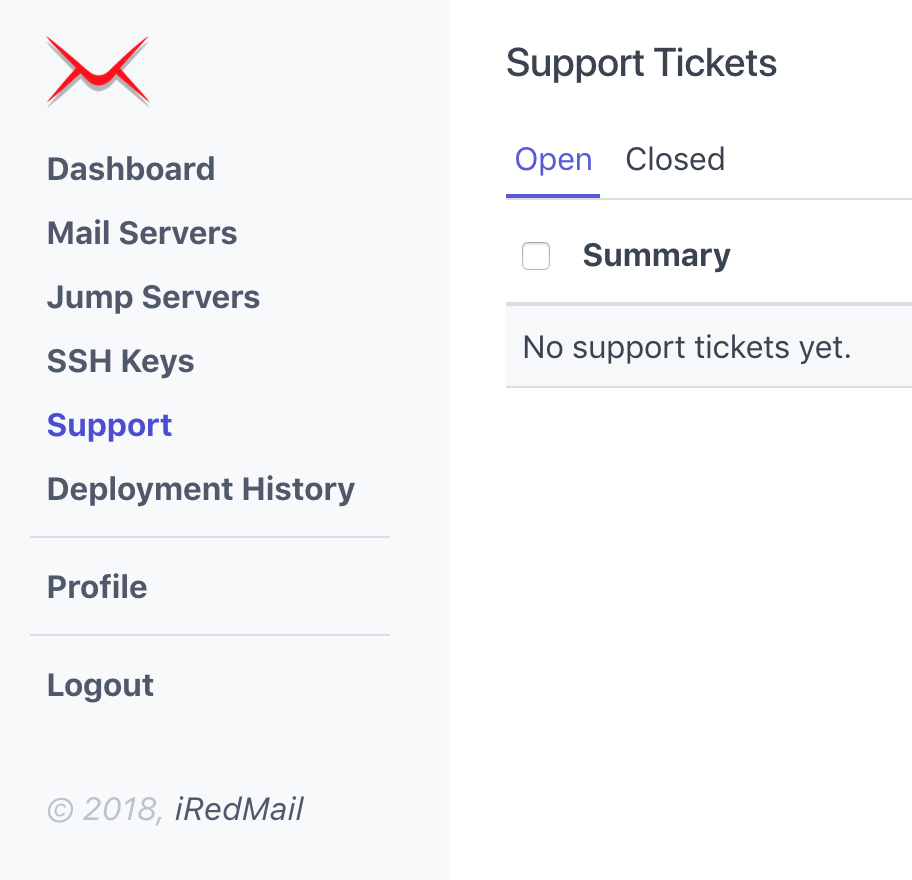 Dashboard
Mail Servers
Jump Servers
SSH Keys
Support
Deployment History
Profile
Logout
© 2018, iRedMail
Support Tickets
Open Closed
Summary
No support tickets yet.